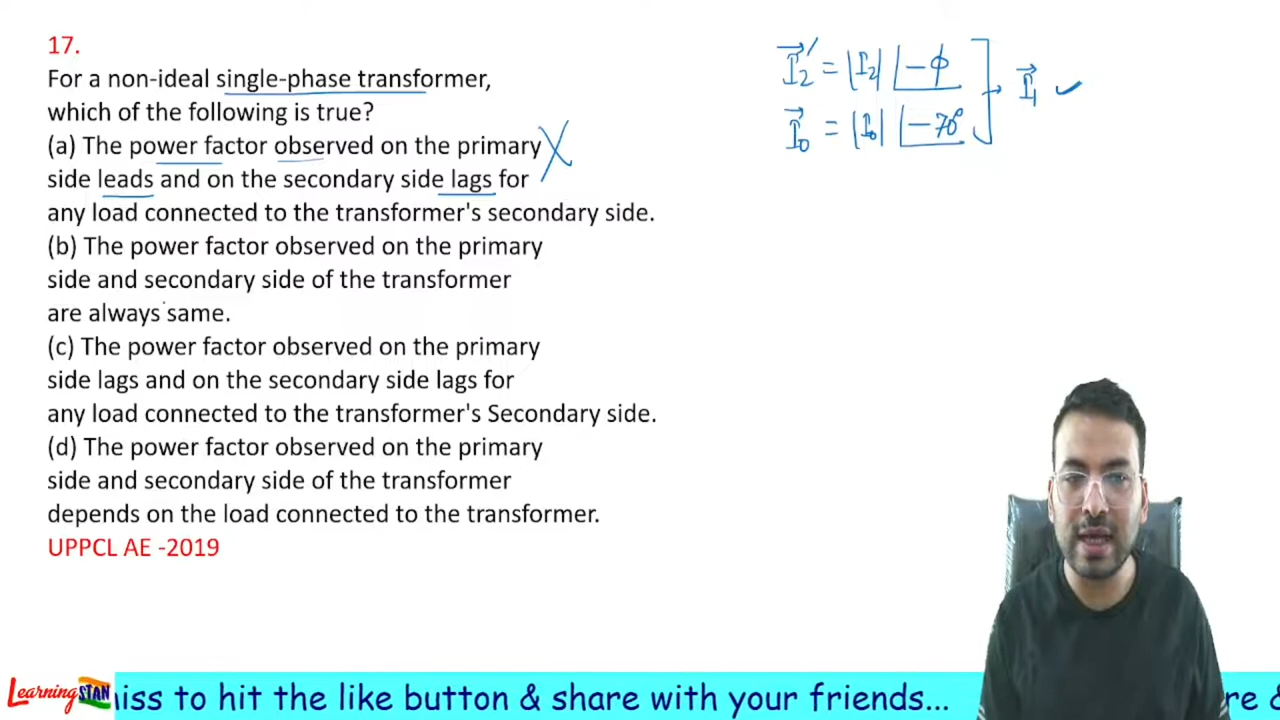 17.
For a non-ideal single-phase transformer,
which of the following is true?
(a) The power factor observed on the primary
side leads and on the secondary side lags for
any load connected to the transformer's secondary side.
(b) The power factor observed on the primary
side and secondary side of the transformer
are always same.
(c) The power factor observed on the primary
side lags and on the secondary side lags for
any load connected to the transformer's Secondary side.
(d) The power factor observed on the primary
side and secondary side of the transformer
depends on the load connected to the transformer.
UPPCL AE -2019
I₂' = |I₂| ∠-ϕ
I₀ = |I₀| ∠-70°
→ I₁ ✓
Learning STAN
niss to hit the like button & share with your friends...
re &